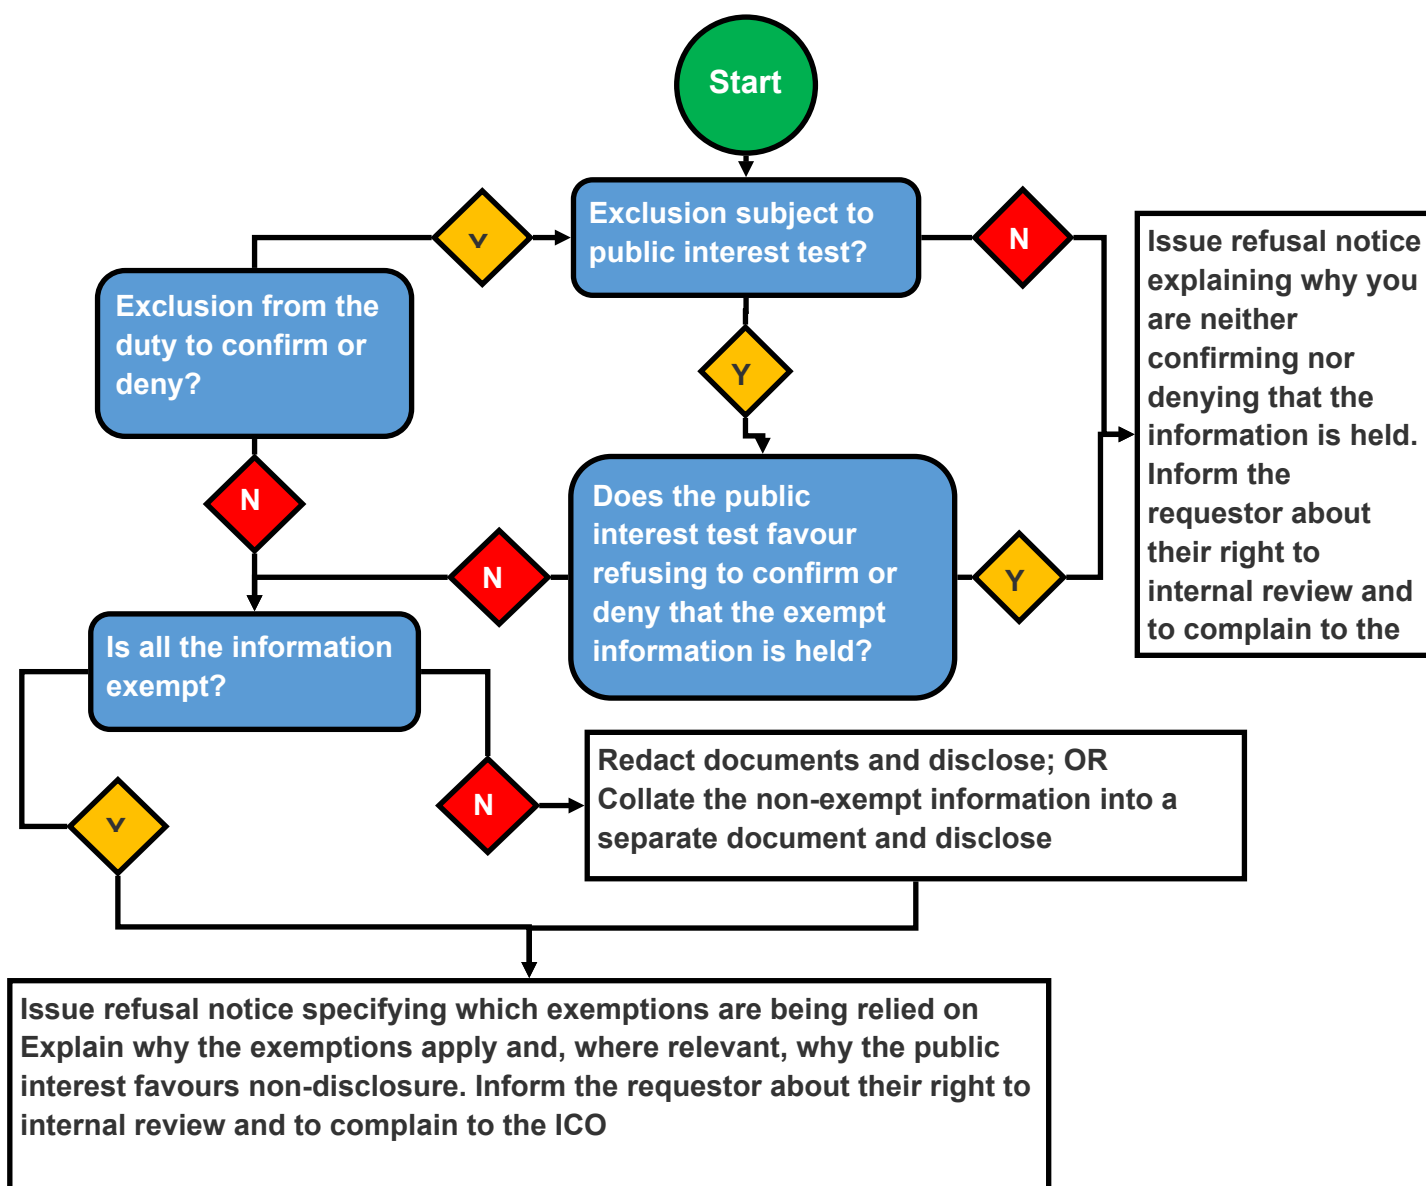 Start
Exclusion subject to
public interest test?
Y
N
Exclusion from the
duty to confirm or
deny?
Y
N
Issue refusal notice
explaining why you
are neither
confirming nor
denying that the
information is held.
Inform the
requestor about
their right to
internal review and
to complain to the
Does the public
interest test favour
refusing to confirm or
deny that the exempt
information is held?
N
Y
Is all the information
exempt?
Y
N
Redact documents and disclose; OR
Collate the non-exempt information into a
separate document and disclose
Issue refusal notice specifying which exemptions are being relied on
Explain why the exemptions apply and, where relevant, why the public
interest favours non-disclosure. Inform the requestor about their right to
internal review and to complain to the ICO